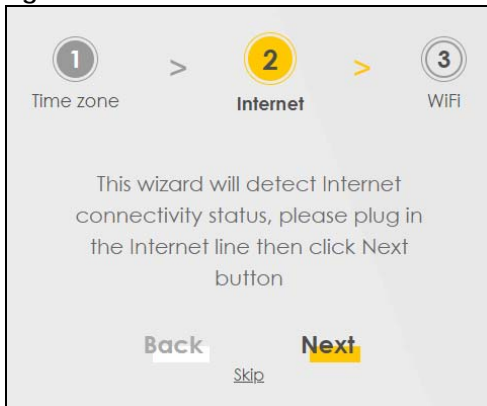 1 > 2 > 3
Time zone Internet WiFi
This wizard will detect Internet
connectivity status, please plug in
the Internet line then click Next
button
Back Next
Skip